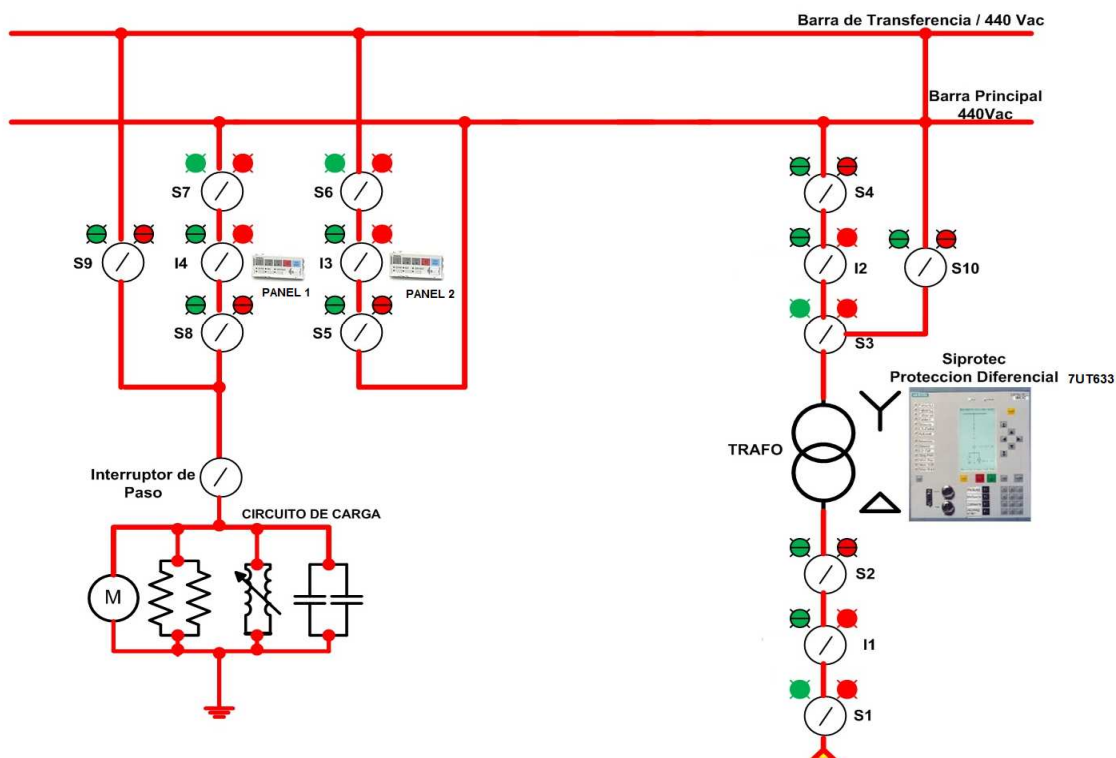 Barra de Transferencia / 440 Vac
Barra Principal
440Vac
S7
S6
S4
S9
I4
I3
I2
S10
PANEL 1
PANEL 2
S8
S5
S3
Siprotec
Proteccion Diferencial 7UT633
TRAFO
Interruptor de
Paso
CIRCUITO DE CARGA
S2
M
I1
S1